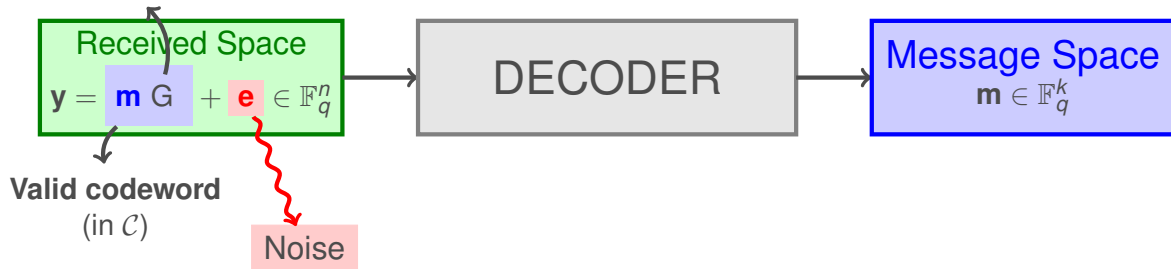 Received Space
y = m G + e ∈ 𝔽_q^n
DECODER
Message Space
m ∈ 𝔽_q^k
Valid codeword
(in 𝒞)
Noise